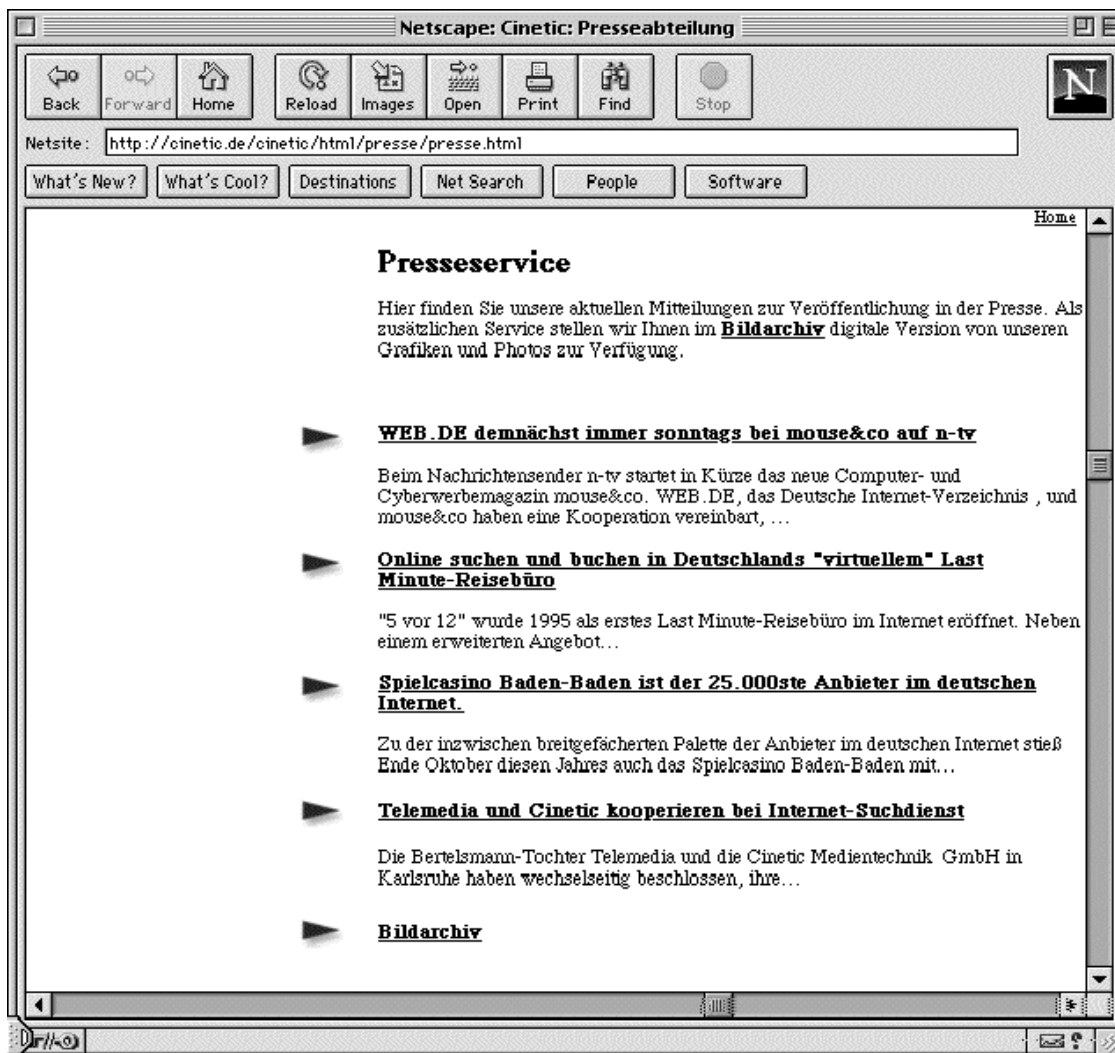 Netscape: Cinetic: Presseabteilung
Back Forward Home Reload Images Open Print Find Stop
N
Netsite: http://cinetic.de/cinetic/html/presse/presse.html
What's New? What's Cool? Destinations Net Search People Software
Home
Presseservice
Hier finden Sie unsere aktuellen Mitteilungen zur Veröffentlichung in der Presse. Als
zusätzlichen Service stellen wir Ihnen im Bildarchiv digitale Version von unseren
Grafiken und Photos zur Verfügung.
WEB.DE demnächst immer sonntags bei mouse&co auf n-tv
Beim Nachrichtensender n-tv startet in Kürze das neue Computer- und
Cyberwerbemagazin mouse&co. WEB.DE, das Deutsche Internet-Verzeichnis , und
mouse&co haben eine Kooperation vereinbart, ...
Online suchen und buchen in Deutschlands "virtuellem" Last
Minute-Reisebüro
"5 vor 12" wurde 1995 als erstes Last Minute-Reisebüro im Internet eröffnet. Neben
einem erweiterten Angebot...
Spielcasino Baden-Baden ist der 25.000ste Anbieter im deutschen
Internet.
Zu der inzwischen breitgefächerten Palette der Anbieter im deutschen Internet stieß
Ende Oktober diesen Jahres auch das Spielcasino Baden-Baden mit...
Telemedia und Cinetic kooperieren bei Internet-Suchdienst
Die Bertelsmann-Tochter Telemedia und die Cinetic Medientechnik GmbH in
Karlsruhe haben wechselseitig beschlossen, ihre...
Bildarchiv